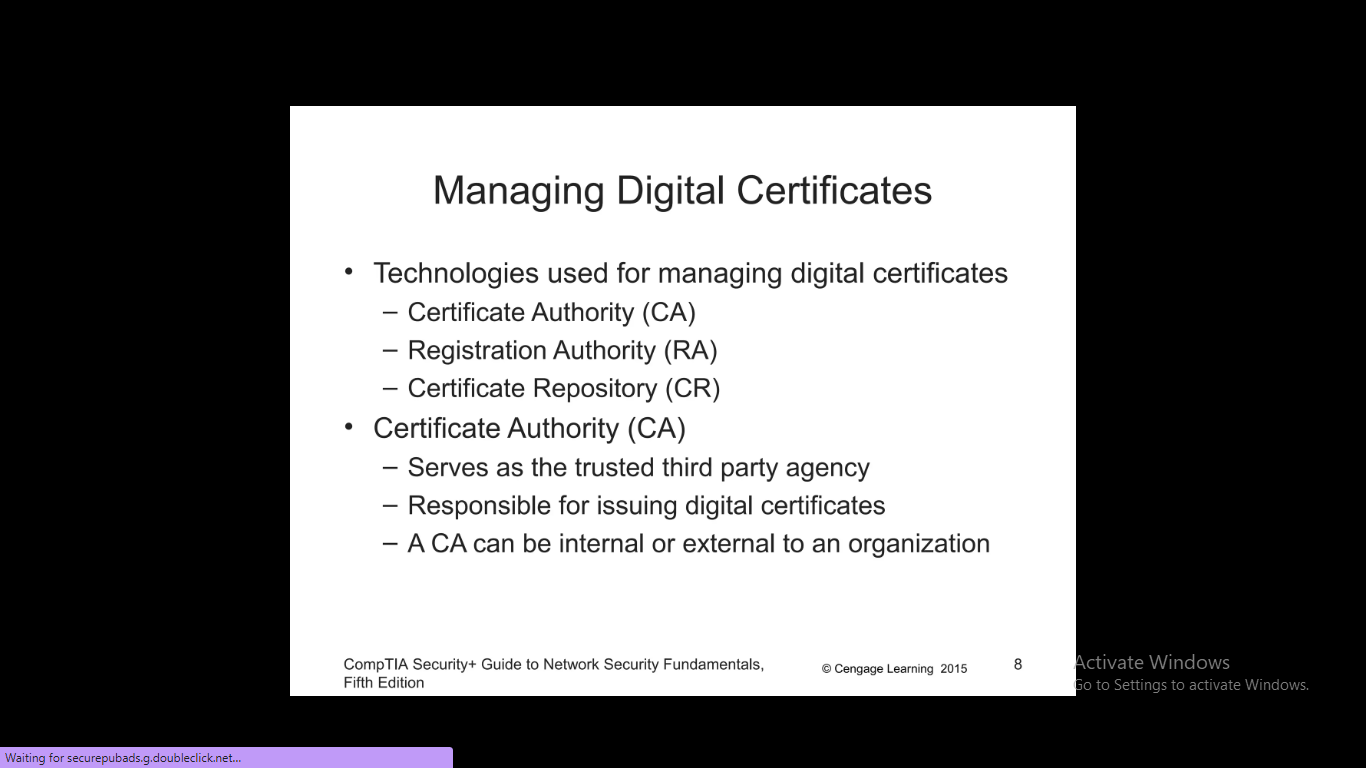 Managing Digital Certificates
• Technologies used for managing digital certificates
– Certificate Authority (CA)
– Registration Authority (RA)
– Certificate Repository (CR)
• Certificate Authority (CA)
– Serves as the trusted third party agency
– Responsible for issuing digital certificates
– A CA can be internal or external to an organization
CompTIA Security+ Guide to Network Security Fundamentals,
Fifth Edition
© Cengage Learning 2015
8
Activate Windows
Go to Settings to activate Windows.
Waiting for securepubads.g.doubleclick.net...